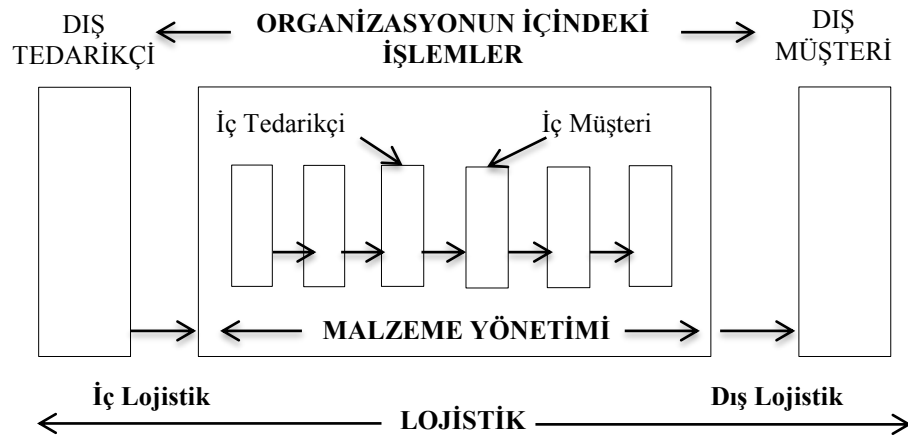 DIŞ
TEDARİKÇİ
ORGANİZASYONUN İÇİNDEKİ
İŞLEMLER
DIŞ
MÜŞTERİ
İç Tedarikçi
İç Müşteri
MALZEME YÖNETİMİ
İç Lojistik
Dış Lojistik
LOJİSTİK